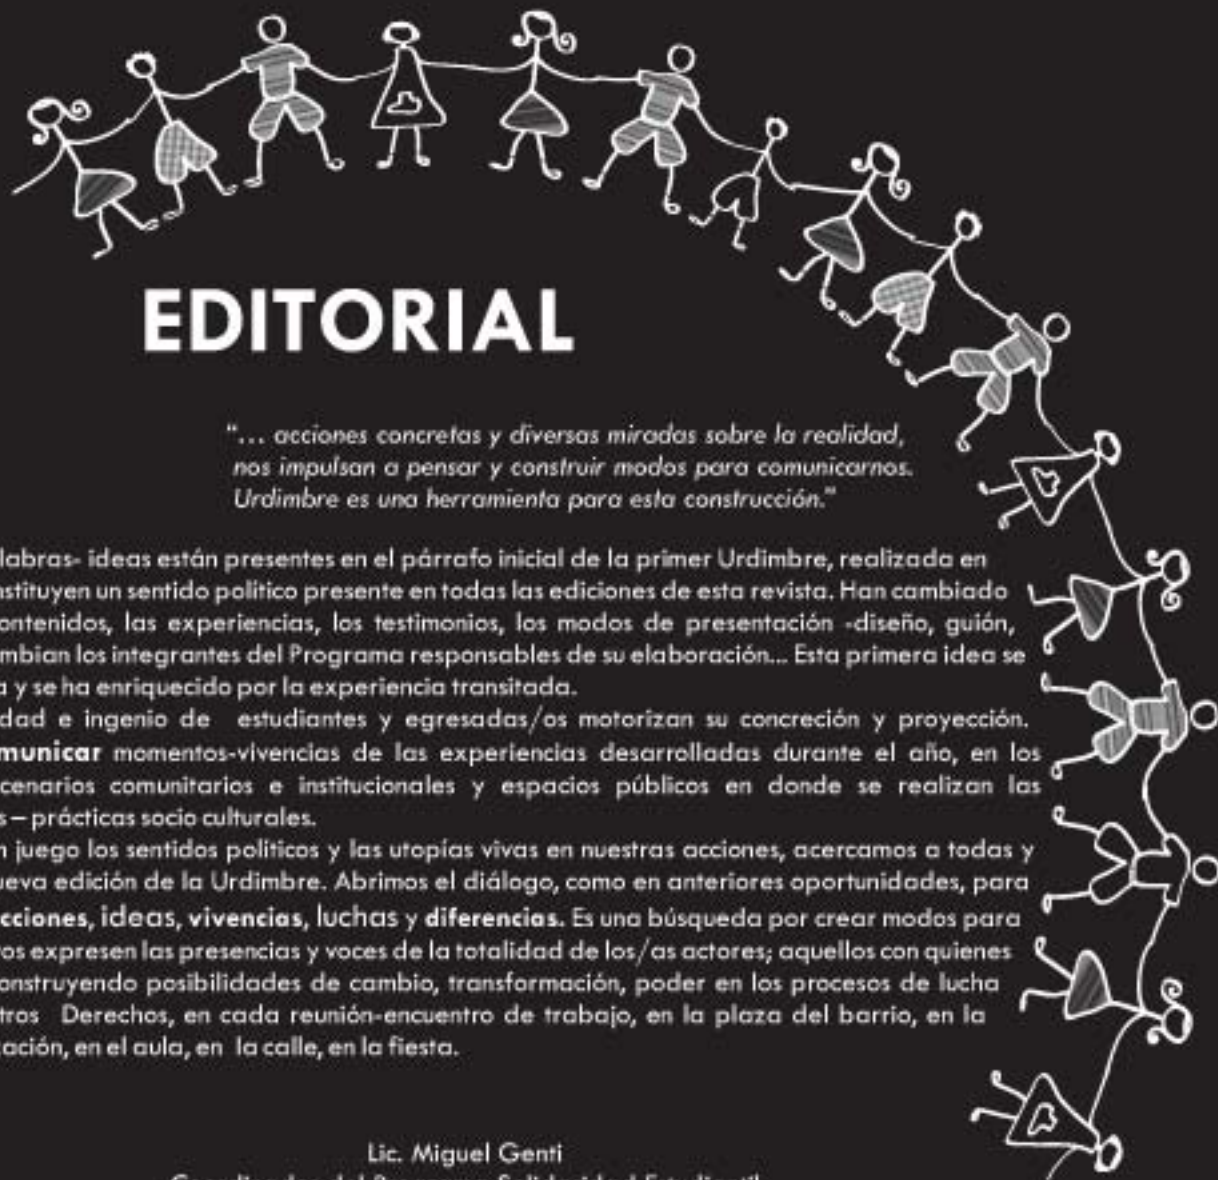 EDITORIAL
"... acciones concretas y diversas miradas sobre la realidad,
nos impulsan a pensar y construir modos para comunicarnos.
Urdimbre es una herramienta para esta construcción."
labras- ideas están presentes en el párrafo inicial de la primer Urdimbre, realizada en
nstituyen un sentido político presente en todas las ediciones de esta revista. Han cambiado
ontenidos, las experiencias, los testimonios, los modos de presentación -diseño, guión,
mbian los integrantes del Programa responsables de su elaboración... Esta primera idea se
a y se ha enriquecido por la experiencia transitada.
dad e ingenio de estudiantes y egresadas/os motorizan su concreción y proyección.
municar momentos-vivencias de las experiencias desarrolladas durante el año, en los
cenarios comunitarios e institucionales y espacios públicos en donde se realizan las
s – prácticas socio culturales.
n juego los sentidos políticos y las utopías vivas en nuestras acciones, acercamos a todas y
ueva edición de la Urdimbre. Abrimos el diálogo, como en anteriores oportunidades, para
cciones, ideas, vivencias, luchas y diferencias. Es una búsqueda por crear modos para
ros expresen las presencias y voces de la totalidad de los/as actores; aquellos con quienes
onstruyendo posibilidades de cambio, transformación, poder en los procesos de lucha
tros Derechos, en cada reunión-encuentro de trabajo, en la plaza del barrio, en la
zación, en el aula, en la calle, en la fiesta.
Lic. Miguel Genti